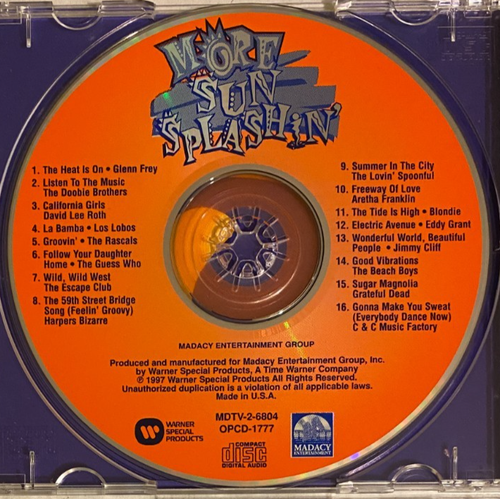 MORE
SUN
SPLASHIN'
1. The Heat Is On • Glenn Frey
2. Listen To The Music
The Doobie Brothers
3. California Girls
David Lee Roth
4. La Bamba • Los Lobos
5. Groovin' • The Rascals
6. Follow Your Daughter
Home • The Guess Who
7. Wild, Wild West
The Escape Club
8. The 59th Street Bridge
Song (Feelin' Groovy)
Harpers Bizarre
9. Summer In The City
The Lovin' Spoonful
10. Freeway Of Love
Aretha Franklin
11. The Tide Is High • Blondie
12. Electric Avenue • Eddy Grant
13. Wonderful World, Beautiful
People • Jimmy Cliff
14. Good Vibrations
The Beach Boys
15. Sugar Magnolia
Grateful Dead
16. Gonna Make You Sweat
(Everybody Dance Now)
C & C Music Factory
MADACY ENTERTAINMENT GROUP
Produced and manufactured for Madacy Entertainment Group, Inc.
by Warner Special Products, A Time Warner Company
℗ 1997 Warner Special Products All Rights Reserved.
Unauthorized duplication is a violation of all applicable laws.
Made in U.S.A.
WARNER
SPECIAL
PRODUCTS
MDTV-2-6804
OPCD-1777
COMPACT
disc
DIGITAL AUDIO
MADACY
ENTERTAINMENT